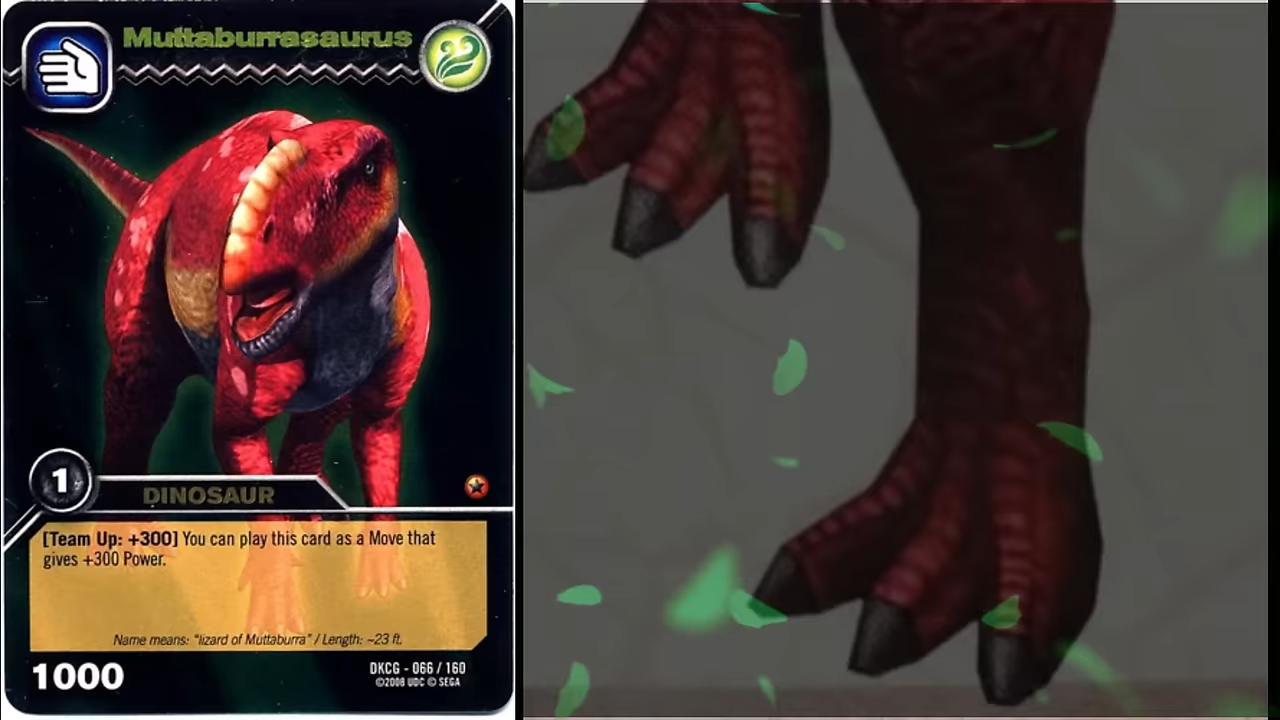 Muttaburrasaurus
1
DINOSAUR
[Team Up: +300] You can play this card as a Move that
gives +300 Power.
Name means: "lizard of Muttaburra" / Length: ~23 ft.
1000
DKCG - 066 / 160
©2008 UDC © SEGA